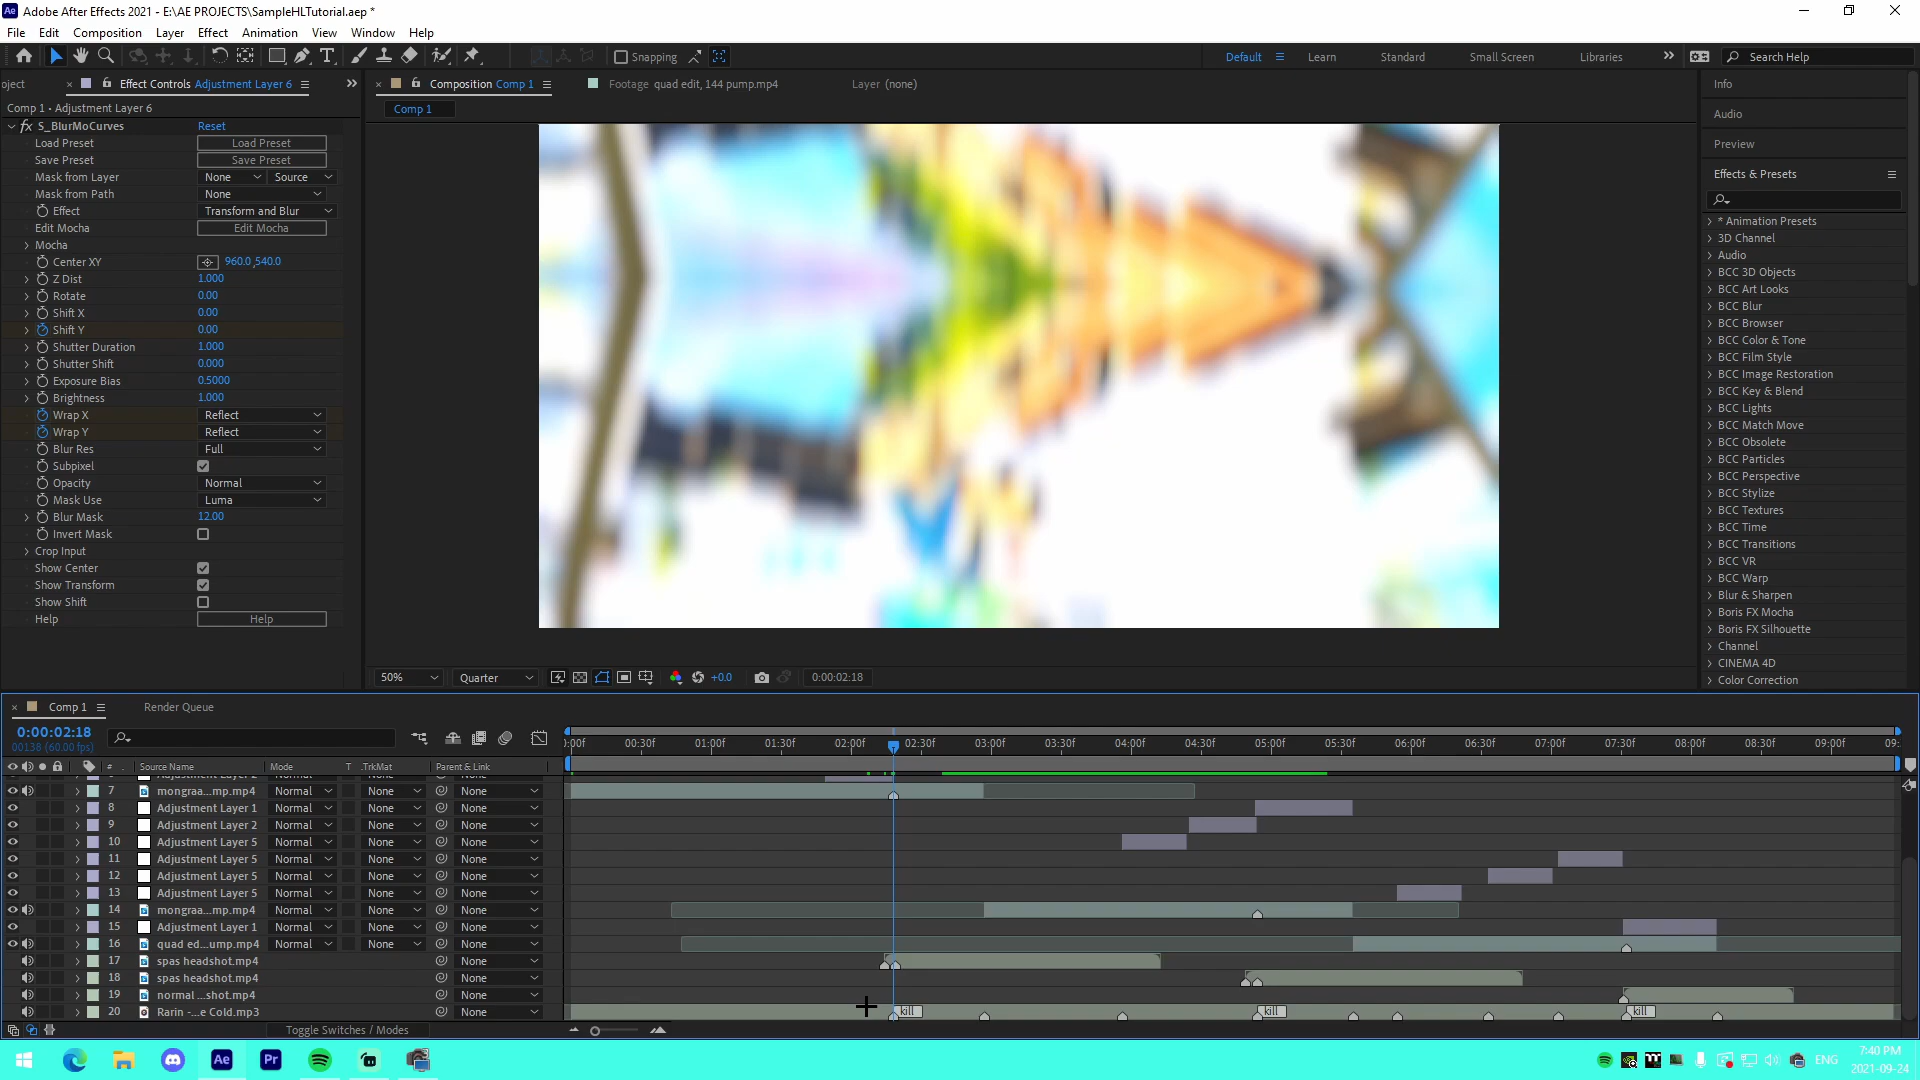 Adobe After Effects 2021 - E:\AE PROJECTS\SampleHLTutorial.aep *
File Edit Composition Layer Effect Animation View Window Help
Snapping
Default Learn Standard Small Screen Libraries Search Help
oject Effect Controls Adjustment Layer 6
Composition Comp 1 Footage quad edit, 144 pump.mp4 Layer (none)
Comp 1 • Adjustment Layer 6
Comp 1
fx S_BlurMoCurves Reset
Load Preset Load Preset
Save Preset Save Preset
Mask from Layer None Source
Mask from Path None
Effect Transform and Blur
Edit Mocha Edit Mocha
Mocha
Center XY 960.0,540.0
Z Dist 1.000
Rotate 0.00
Shift X 0.00
Shift Y 0.00
Shutter Duration 1.000
Shutter Shift 0.000
Exposure Bias 0.5000
Brightness 1.000
Wrap X Reflect
Wrap Y Reflect
Blur Res Full
Subpixel
Opacity Normal
Mask Use Luma
Blur Mask 12.00
Invert Mask
Crop Input
Show Center
Show Transform
Show Shift
Help Help
50% Quarter +0.0 0:00:02:18
Info
Audio
Preview
Effects & Presets
* Animation Presets
3D Channel
Audio
BCC 3D Objects
BCC Art Looks
BCC Blur
BCC Browser
BCC Color & Tone
BCC Film Style
BCC Image Restoration
BCC Key & Blend
BCC Lights
BCC Match Move
BCC Obsolete
BCC Particles
BCC Perspective
BCC Stylize
BCC Textures
BCC Time
BCC Transitions
BCC VR
BCC Warp
Blur & Sharpen
Boris FX Mocha
Boris FX Silhouette
Channel
CINEMA 4D
Color Correction
Comp 1 Render Queue
0:00:02:18
00138 (60.00 fps)
:00f 00:30f 01:00f 01:30f 02:00f 02:30f 03:00f 03:30f 04:00f 04:30f 05:00f 05:30f 06:00f 06:30f 07:00f 07:30f 08:00f 08:30f 09:00f 09:
# Source Name Mode T .TrkMat Parent & Link
7 mongraa...mp.mp4 Normal None None
8 Adjustment Layer 1 Normal None None
9 Adjustment Layer 2 Normal None None
10 Adjustment Layer 5 Normal None None
11 Adjustment Layer 5 Normal None None
12 Adjustment Layer 5 Normal None None
13 Adjustment Layer 5 Normal None None
14 mongraa...mp.mp4 Normal None None
15 Adjustment Layer 1 Normal None None
16 quad ed...ump.mp4 Normal None None
17 spas headshot.mp4 None
18 spas headshot.mp4 None
19 normal ...shot.mp4 None
20 Rarin -...e Cold.mp3 None kill kill kill
Toggle Switches / Modes
Ae Pr
ENG
7:40 PM
2021-09-24